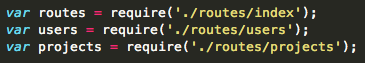 var routes = require('./routes/index');
var users = require('./routes/users');
var projects = require('./routes/projects');